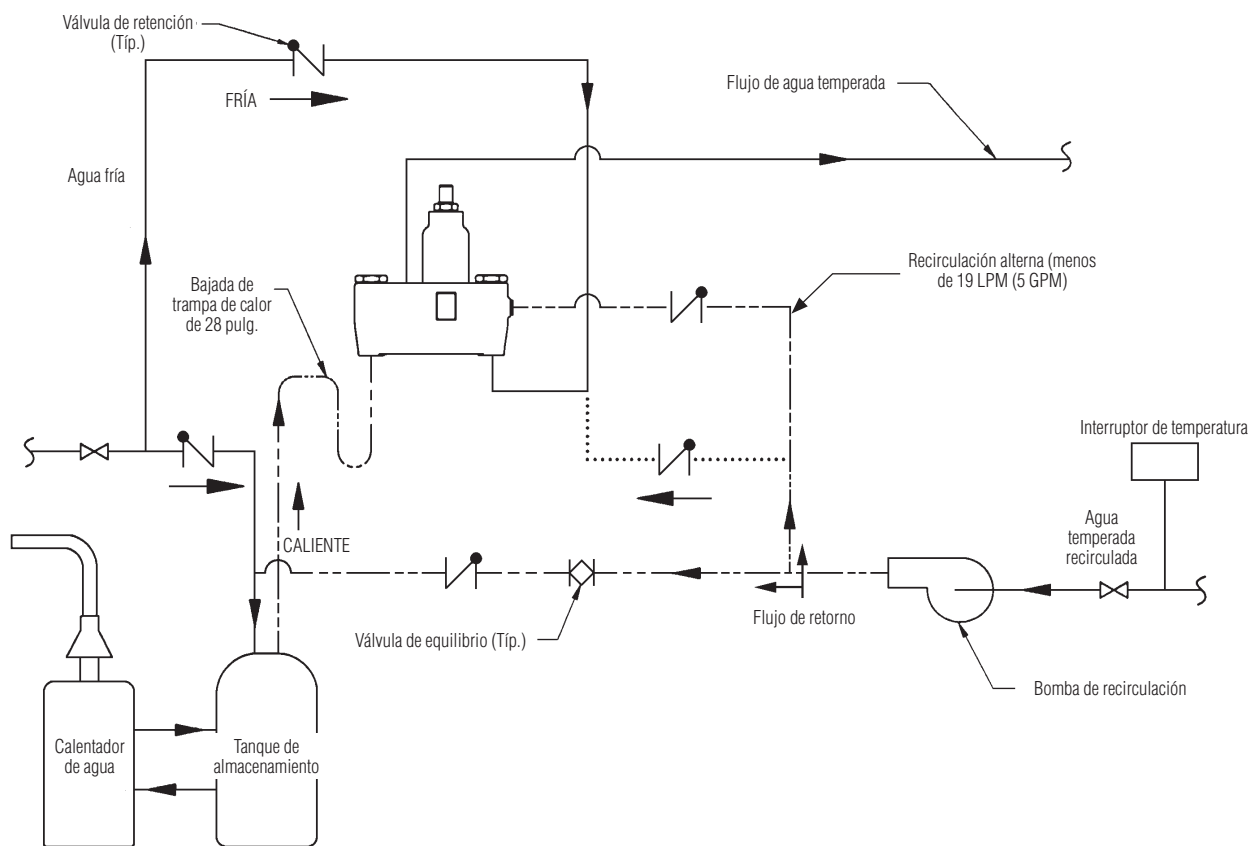 Válvula de retención
(Típ.)
FRÍA
Flujo de agua temperada
Agua fría
Bajada de
trampa de calor
de 28 pulg.
Recirculación alterna (menos
de 19 LPM (5 GPM)
Interruptor de temperatura
CALIENTE
Agua
temperada
recirculada
Válvula de equilibrio (Típ.)
Flujo de retorno
Bomba de recirculación
Calentador
de agua
Tanque de
almacenamiento